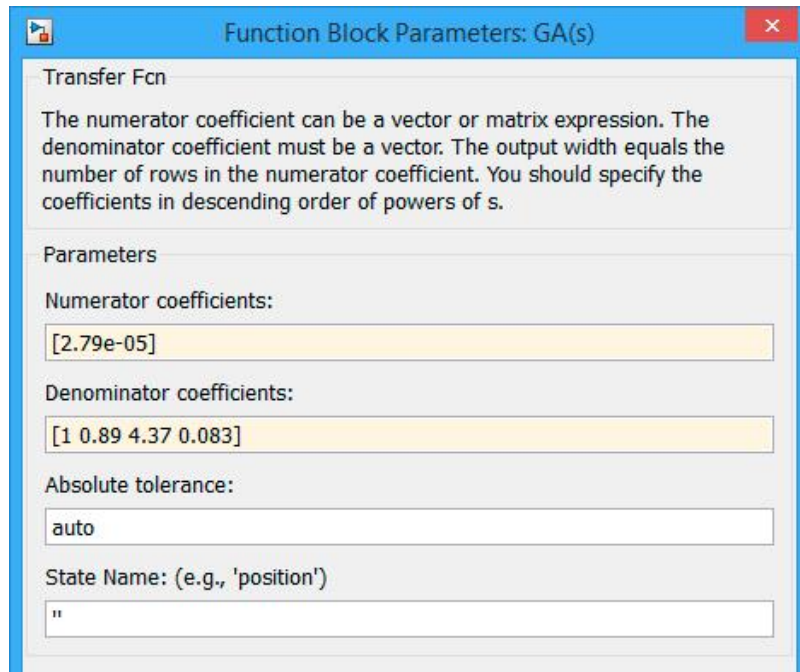 Function Block Parameters: GA(s)
Transfer Fcn
The numerator coefficient can be a vector or matrix expression. The
denominator coefficient must be a vector. The output width equals the
number of rows in the numerator coefficient. You should specify the
coefficients in descending order of powers of s.
Parameters
Numerator coefficients:
[2.79e-05]
Denominator coefficients:
[1 0.89 4.37 0.083]
Absolute tolerance:
auto
State Name: (e.g., 'position')
''